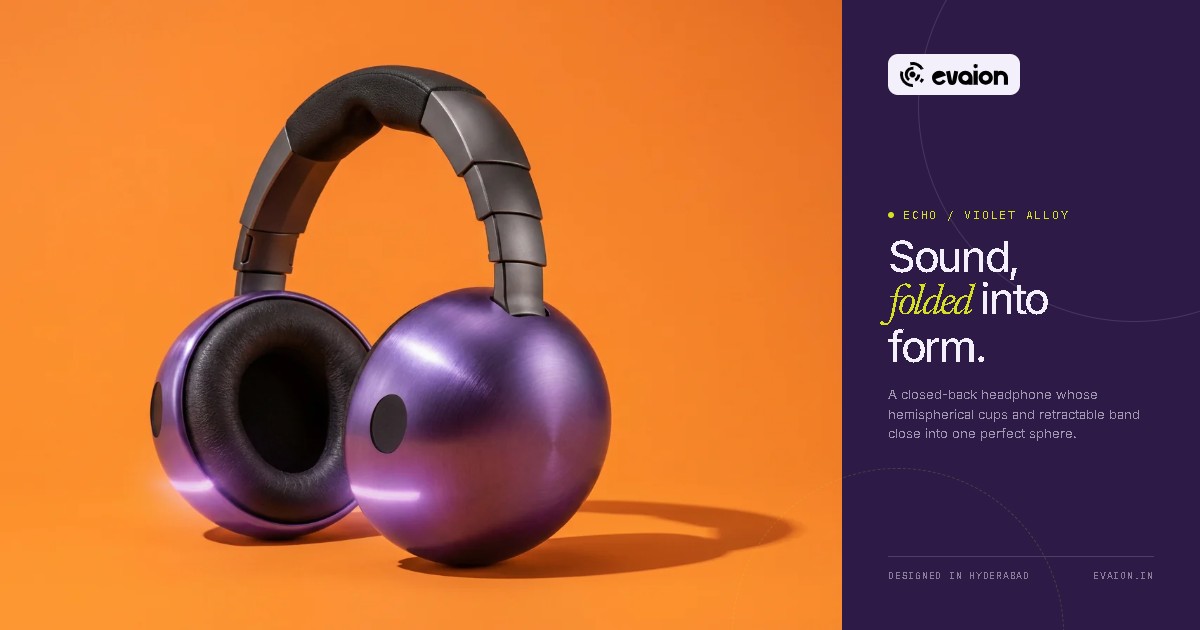 evaion
ECHO / VIOLET ALLOY
Sound,
folded into
form.
A closed-back headphone whose
hemispherical cups and retractable band
close into one perfect sphere.
DESIGNED IN HYDERABAD
EVAION.IN